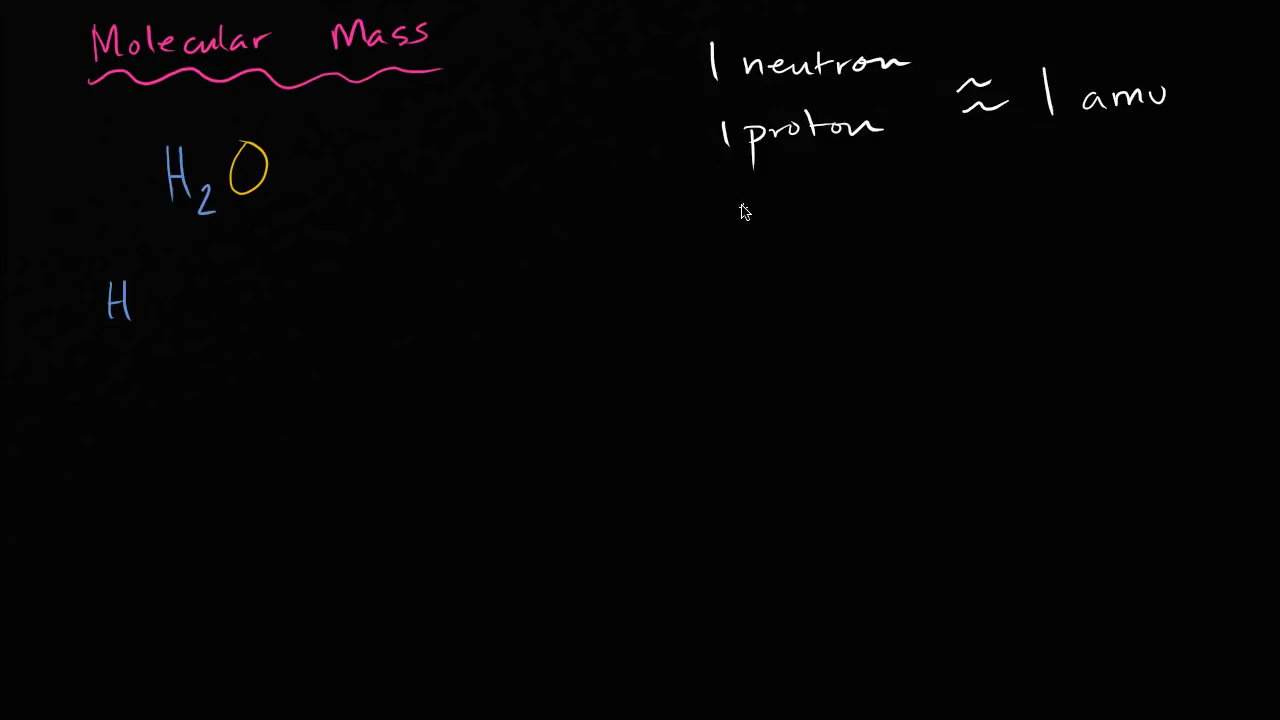 Molecular Mass
1 neutron
1 proton
≈ 1 amu
H₂O
H